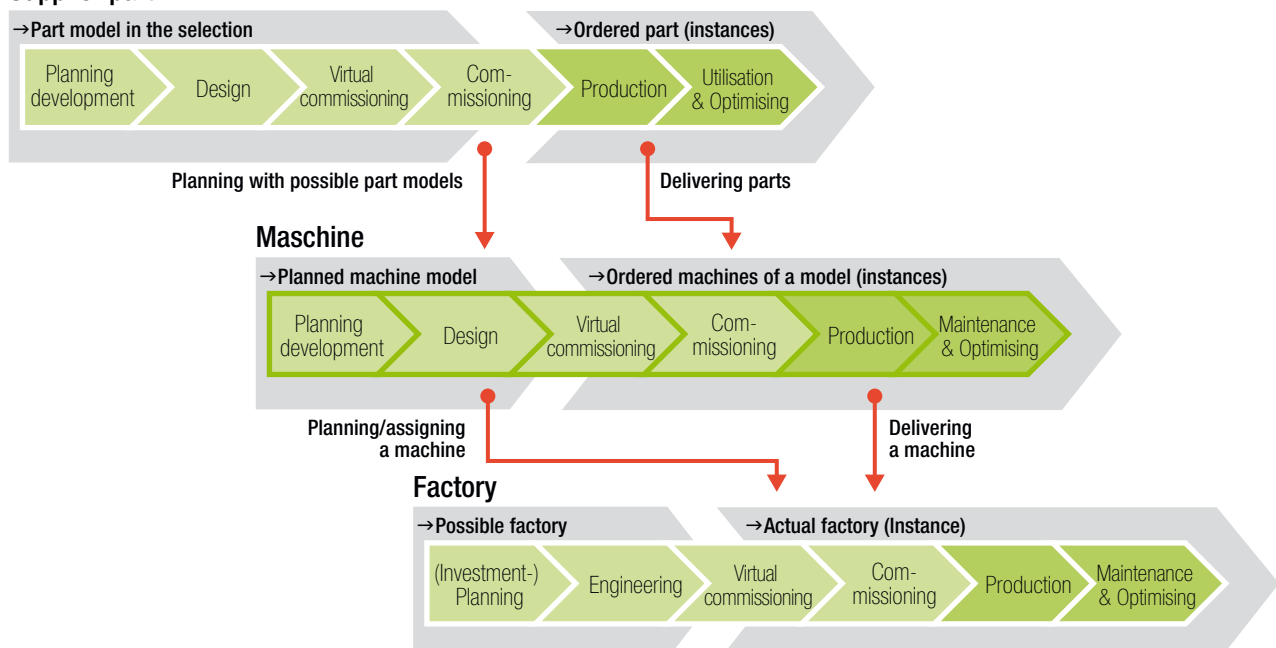 →Part model in the selection
→Ordered part (instances)
Planning
development
Design
Virtual
commissioning
Com-
missioning
Production
Utilisation
& Optimising
Planning with possible part models
Delivering parts
Maschine
→Planned machine model
→Ordered machines of a model (instances)
Planning
development
Design
Virtual
commissioning
Com-
missioning
Production
Maintenance
& Optimising
Planning/assigning
a machine
Delivering
a machine
Factory
→Possible factory
→Actual factory (Instance)
(Investment-)
Planning
Engineering
Virtual
commissioning
Com-
missioning
Production
Maintenance
& Optimising